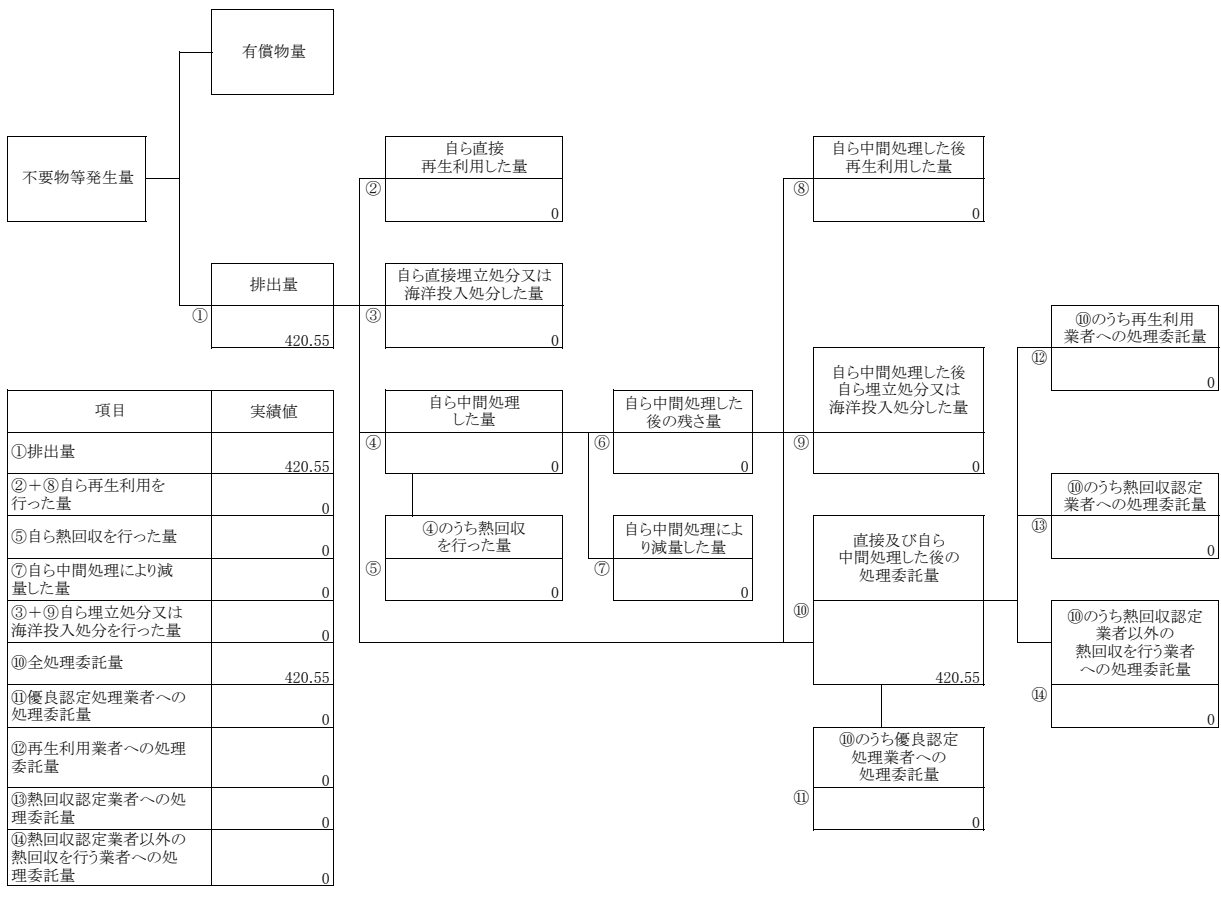 有償物量
不要物等発生量
排出量
①
420.55
自ら直接
再生利用した量
②
0
自ら直接埋立処分又は
海洋投入処分した量
③
0
自ら中間処理
した量
④
0
④のうち熱回収
を行った量
⑤
0
自ら中間処理した
後の残さ量
⑥
0
自ら中間処理によ
り減量した量
⑦
0
自ら中間処理した後
再生利用した量
⑧
0
自ら中間処理した後
自ら埋立処分又は
海洋投入処分した量
⑨
0
直接及び自ら
中間処理した後の
処理委託量
⑩
420.55
⑩のうち優良認定
処理業者への
処理委託量
⑪
0
⑩のうち再生利用
業者への処理委託量
⑫
0
⑩のうち熱回収認定
業者への処理委託量
⑬
0
⑩のうち熱回収認定
業者以外の
熱回収を行う業者
への処理委託量
⑭
0
項目 実績値
①排出量
420.55
②＋⑧自ら再生利用を
行った量
0
⑤自ら熱回収を行った量
0
⑦自ら中間処理により減
量した量
0
③＋⑨自ら埋立処分又は
海洋投入処分を行った量
0
⑩全処理委託量
420.55
⑪優良認定処理業者への
処理委託量
0
⑫再生利用業者への処理
委託量
0
⑬熱回収認定業者への処
理委託量
0
⑭熱回収認定業者以外の
熱回収を行う業者への処
理委託量
0